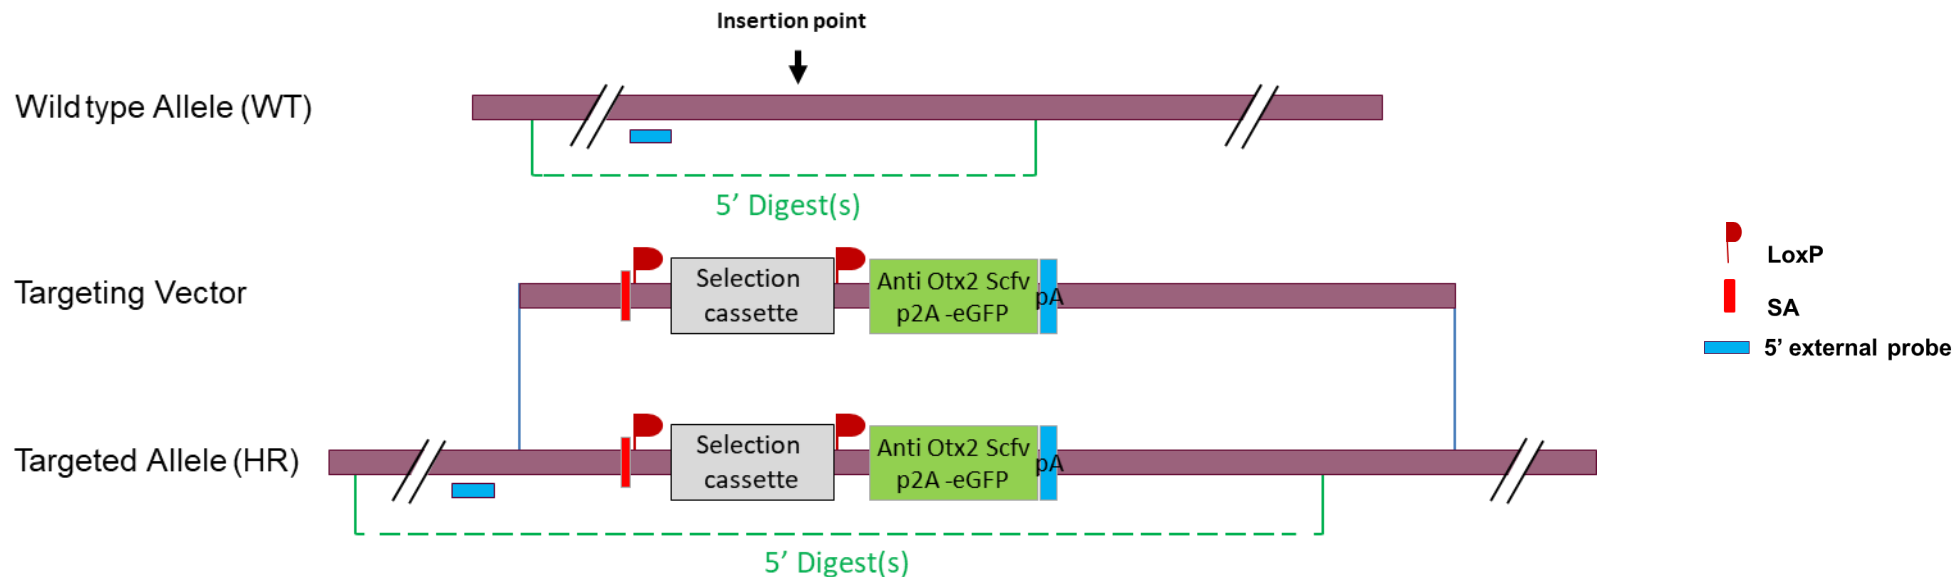 Insertion point
Wild type Allele (WT)
5’ Digest(s)
Targeting Vector
Selection
cassette
Anti Otx2 Scfv
p2A -eGFP
pA
LoxP
SA
5’ external probe
Targeted Allele (HR)
Selection
cassette
Anti Otx2 Scfv
p2A -eGFP
pA
5’ Digest(s)